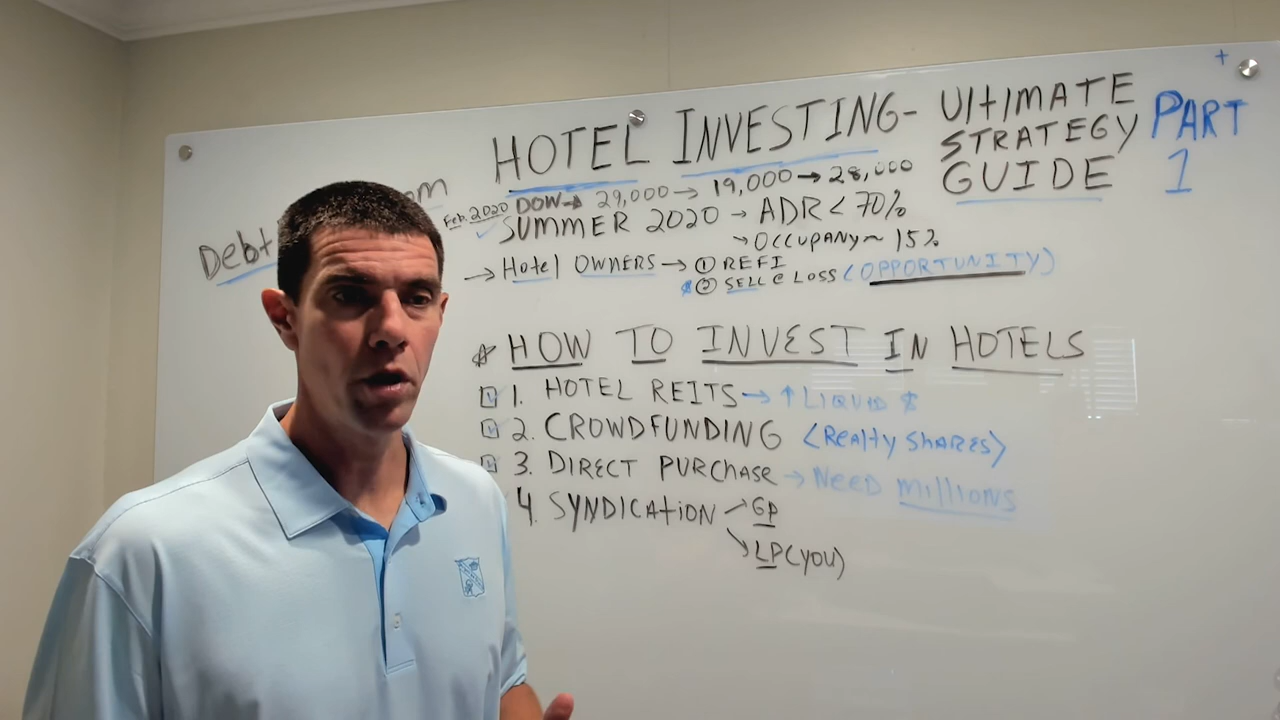 HOTEL INVESTING- ULTIMATE STRATEGY GUIDE PART 1
Feb. 2020 DOW → 29,000 → 19,000 → 28,000
SUMMER 2020 → ADR < 70%
→ OCCUPANY ~ 15%
Debt
→ Hotel OWNERS → ① REFI
$ ② SELL @ LOSS (OPPORTUNITY)
HOW TO INVEST IN HOTELS
1. HOTEL REITS → ↑ LIQUID $
2. CROWDFUNDING <Realty ShaRES>
3. DIRECT PURCHASE → NEED MILLIONS
4. SYNDICATION → GP
→ LP (YOU)